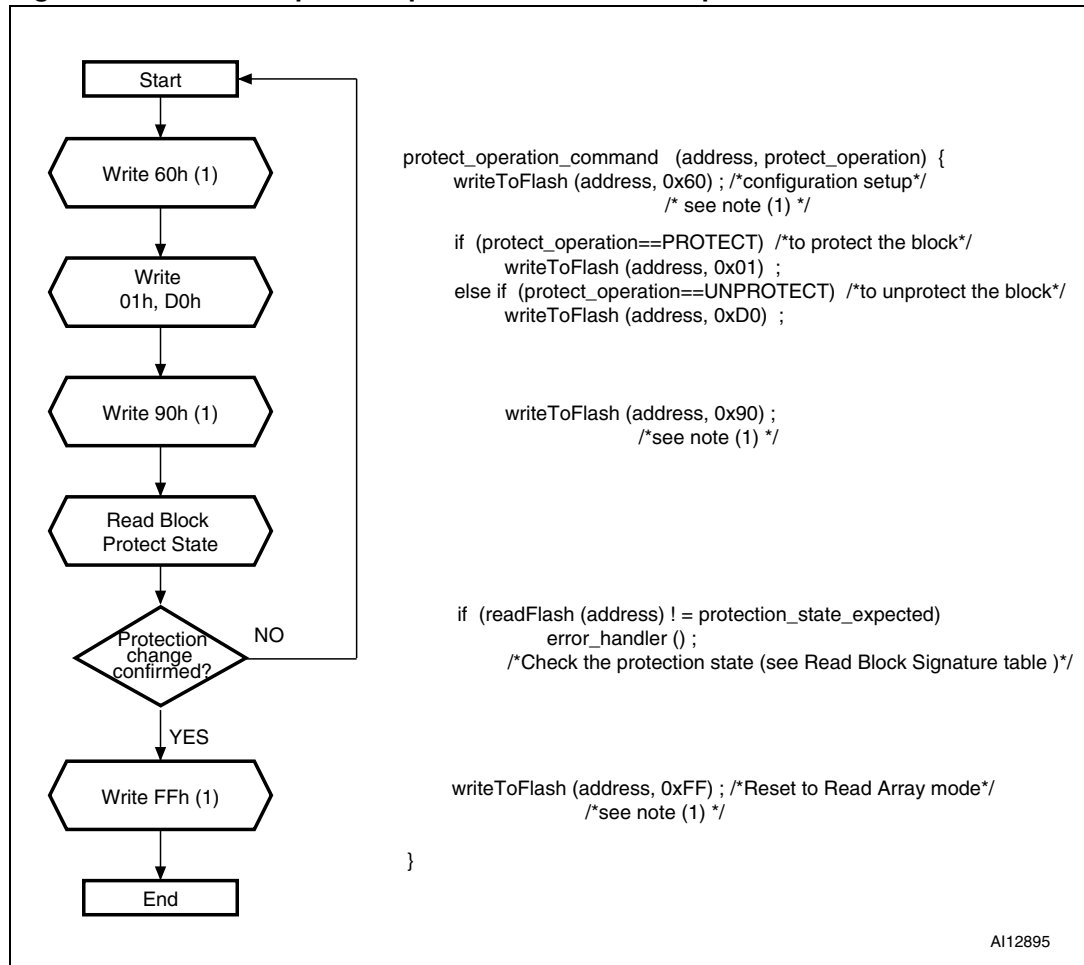 Start
Write 60h (1)
protect_operation_command (address, protect_operation) {
writeToFlash (address, 0x60) ; /*configuration setup*/
/* see note (1) */
Write
01h, D0h
if (protect_operation==PROTECT) /*to protect the block*/
writeToFlash (address, 0x01) ;
else if (protect_operation==UNPROTECT) /*to unprotect the block*/
writeToFlash (address, 0xD0) ;
Write 90h (1)
writeToFlash (address, 0x90) ;
/*see note (1) */
Read Block
Protect State
Protection
change
confirmed?
NO
if (readFlash (address) ! = protection_state_expected)
error_handler () ;
/*Check the protection state (see Read Block Signature table )*/
YES
Write FFh (1)
writeToFlash (address, 0xFF) ; /*Reset to Read Array mode*/
/*see note (1) */
}
End
AI12895